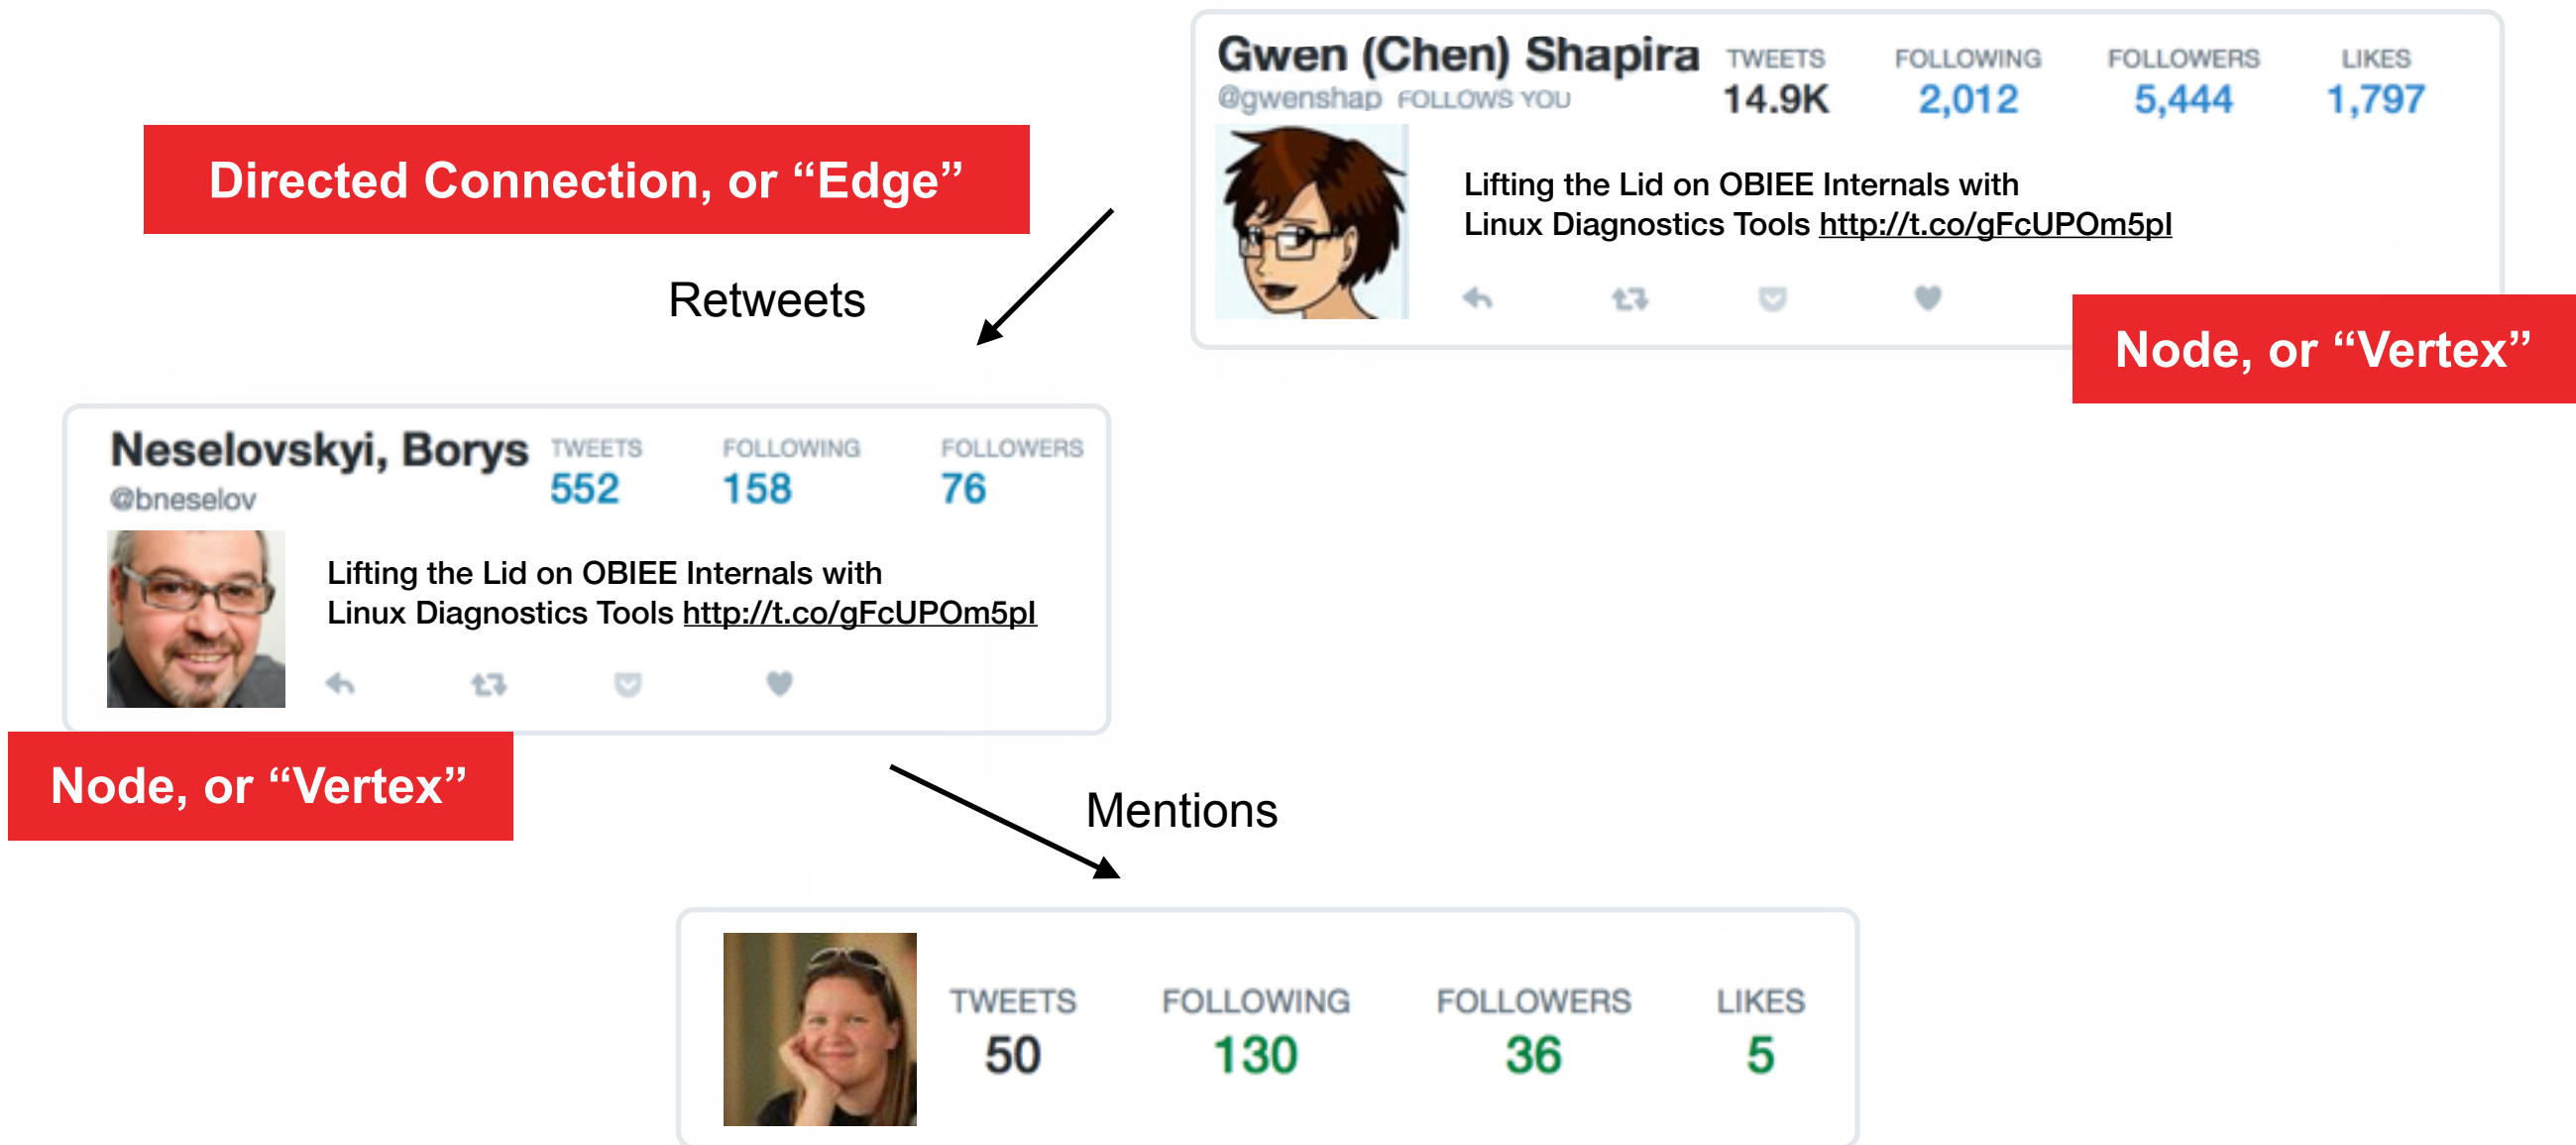 Gwen (Chen) Shapira TWEETS FOLLOWING FOLLOWERS LIKES
@gwenshap FOLLOWS YOU 14.9K 2,012 5,444 1,797
Directed Connection, or “Edge”
Lifting the Lid on OBIEE Internals with
Linux Diagnostics Tools http://t.co/gFcUPOm5pI
Retweets
Node, or “Vertex”
Neselovskyi, Borys TWEETS FOLLOWING FOLLOWERS
@bneselov 552 158 76
Lifting the Lid on OBIEE Internals with
Linux Diagnostics Tools http://t.co/gFcUPOm5pI
Node, or “Vertex”
Mentions
TWEETS FOLLOWING FOLLOWERS LIKES
50 130 36 5